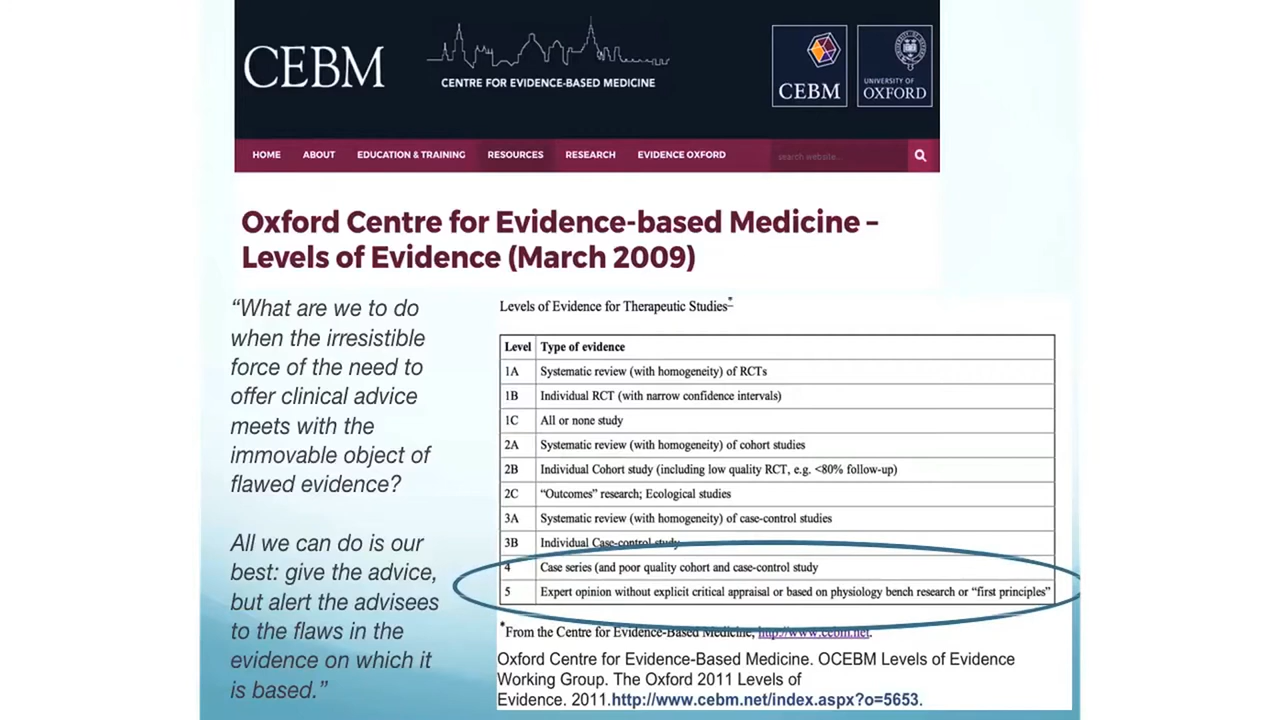 CEBM
CENTRE FOR EVIDENCE-BASED MEDICINE
CEBM
UNIVERSITY OF
OXFORD
HOME ABOUT EDUCATION & TRAINING RESOURCES RESEARCH EVIDENCE OXFORD search website...
Oxford Centre for Evidence-based Medicine –
Levels of Evidence (March 2009)
“What are we to do
when the irresistible
force of the need to
offer clinical advice
meets with the
immovable object of
flawed evidence?
All we can do is our
best: give the advice,
but alert the advisees
to the flaws in the
evidence on which it
is based.”
Levels of Evidence for Therapeutic Studies*
Level Type of evidence
1A Systematic review (with homogeneity) of RCTs
1B Individual RCT (with narrow confidence intervals)
1C All or none study
2A Systematic review (with homogeneity) of cohort studies
2B Individual Cohort study (including low quality RCT, e.g. <80% follow-up)
2C “Outcomes” research; Ecological studies
3A Systematic review (with homogeneity) of case-control studies
3B Individual Case-control study
4 Case series (and poor quality cohort and case-control study
5 Expert opinion without explicit critical appraisal or based on physiology bench research or “first principles”
*From the Centre for Evidence-Based Medicine, http://www.cebm.net.
Oxford Centre for Evidence-Based Medicine. OCEBM Levels of Evidence
Working Group. The Oxford 2011 Levels of
Evidence. 2011.http://www.cebm.net/index.aspx?o=5653.